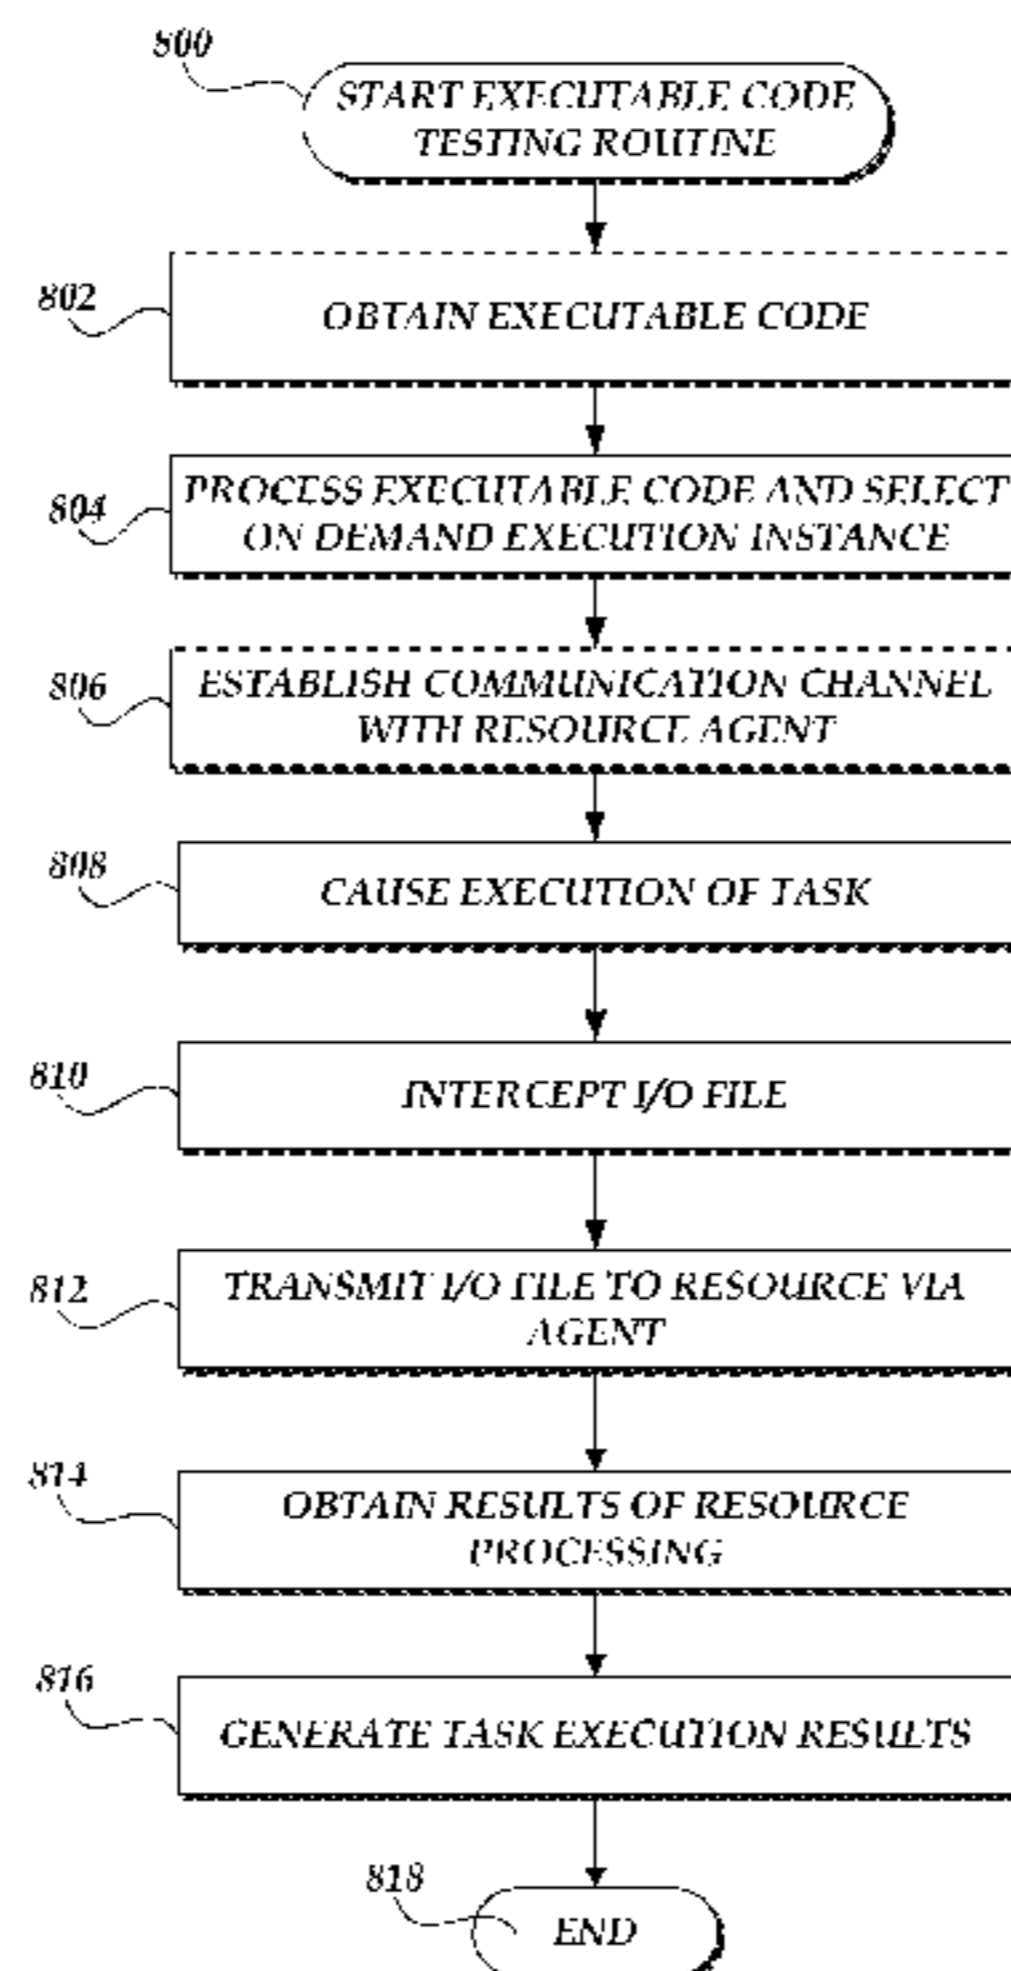 800
START EXECUTABLE CODE
TESTING ROUTINE
802
OBTAIN EXECUTABLE CODE
804
PROCESS EXECUTABLE CODE AND SELECT
ON DEMAND EXECUTION INSTANCE
806
ESTABLISH COMMUNICATION CHANNEL
WITH RESOURCE AGENT
808
CAUSE EXECUTION OF TASK
810
INTERCEPT I/O FILE
812
TRANSMIT I/O FILE TO RESOURCE VIA
AGENT
814
OBTAIN RESULTS OF RESOURCE
PROCESSING
816
GENERATE TASK EXECUTION RESULTS
818
END